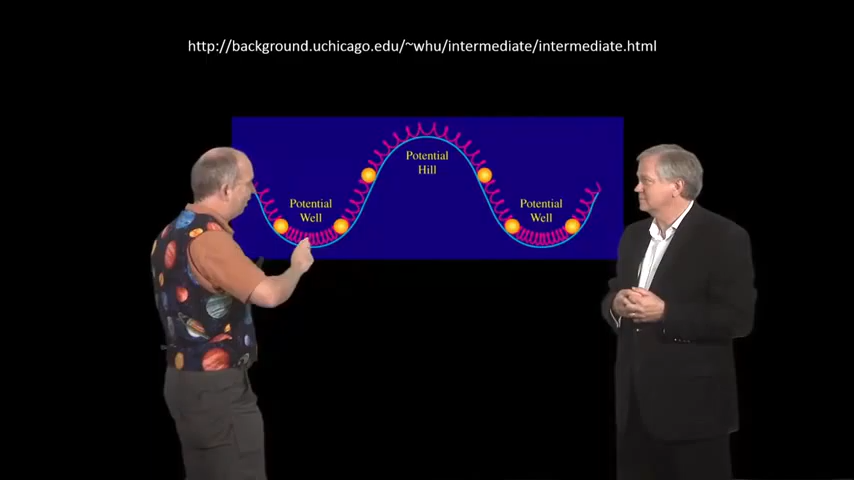 http://background.uchicago.edu/~whu/intermediate/intermediate.html
Potential
Hill
Potential
Well
Potential
Well